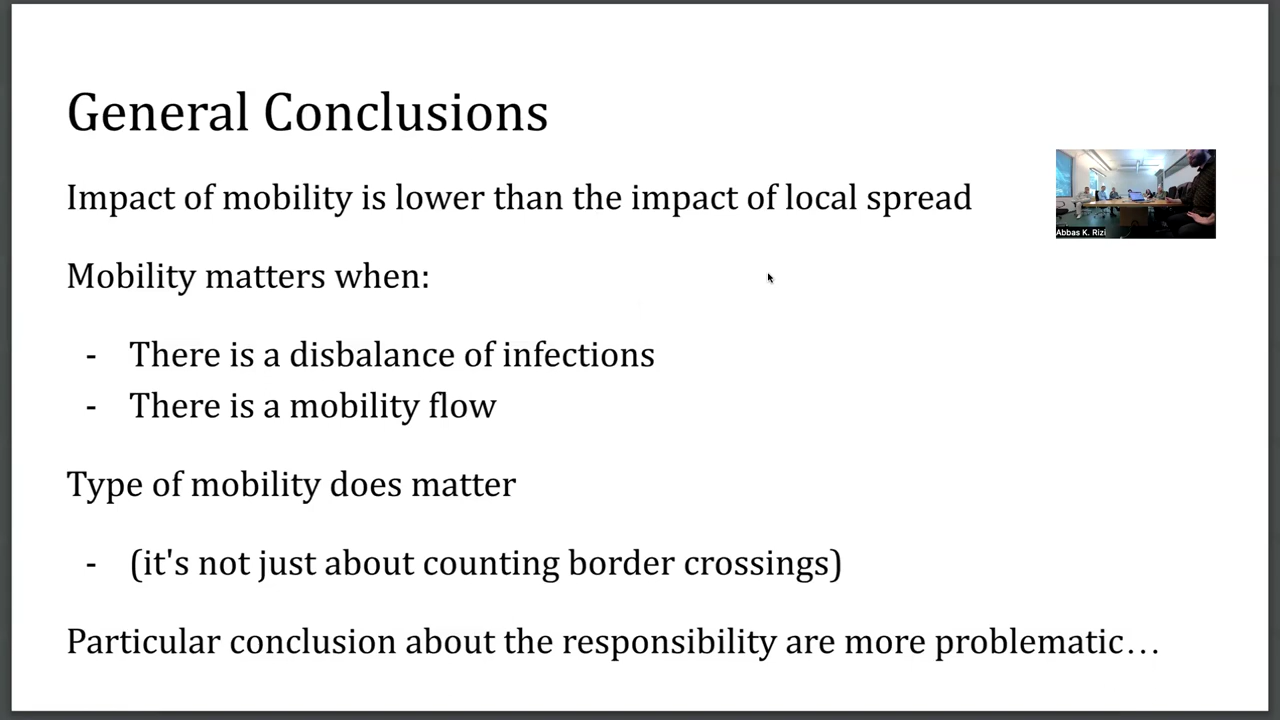 General Conclusions
Impact of mobility is lower than the impact of local spread
Abbas K. Rizi
Mobility matters when:
- There is a disbalance of infections
- There is a mobility flow
Type of mobility does matter
- (it's not just about counting border crossings)
Particular conclusion about the responsibility are more problematic…